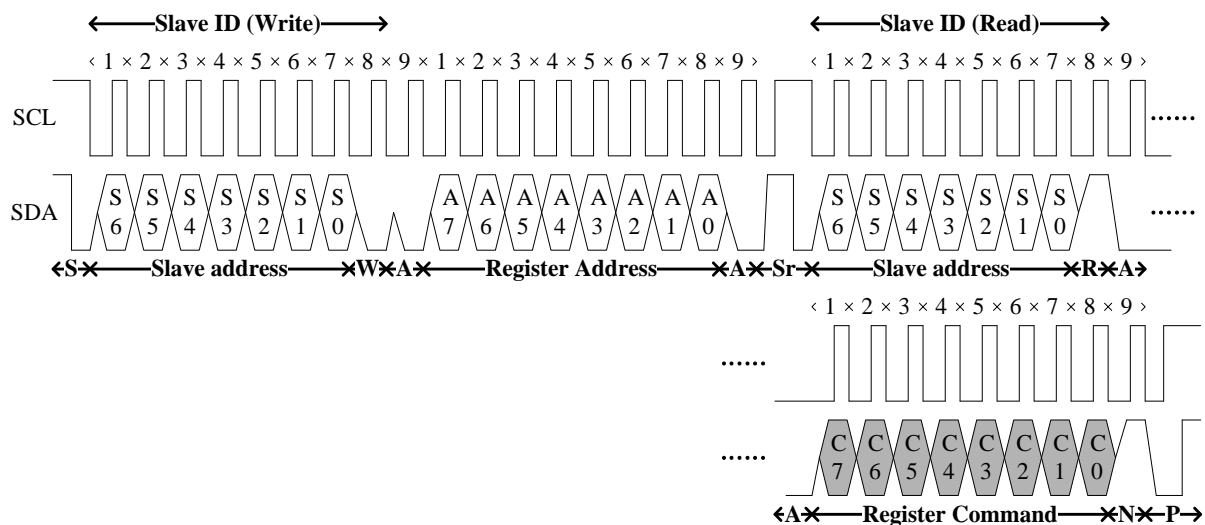 Slave ID (Write) Slave ID (Read)
1 × 2 × 3 × 4 × 5 × 6 × 7 × 8 × 9 × 1 × 2 × 3 × 4 × 5 × 6 × 7 × 8 × 9 1 × 2 × 3 × 4 × 5 × 6 × 7 × 8 × 9
SCL ......
SDA S6 S5 S4 S3 S2 S1 S0 A7 A6 A5 A4 A3 A2 A1 A0 S6 S5 S4 S3 S2 S1 S0 ......
S Slave address W A Register Address A Sr Slave address R A
1 × 2 × 3 × 4 × 5 × 6 × 7 × 8 × 9
......
...... C7 C6 C5 C4 C3 C2 C1 C0
A Register Command N P